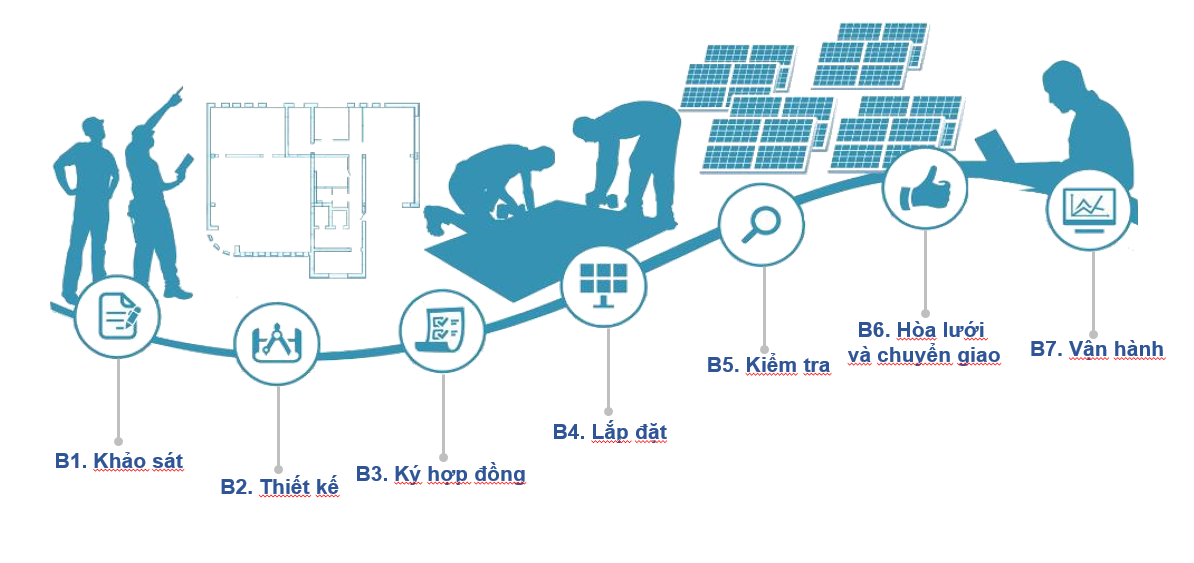 B1. Khảo sát
B2. Thiết kế
B3. Ký hợp đồng
B4. Lắp đặt
B5. Kiểm tra
B6. Hòa lưới
và chuyển giao
B7. Vận hành